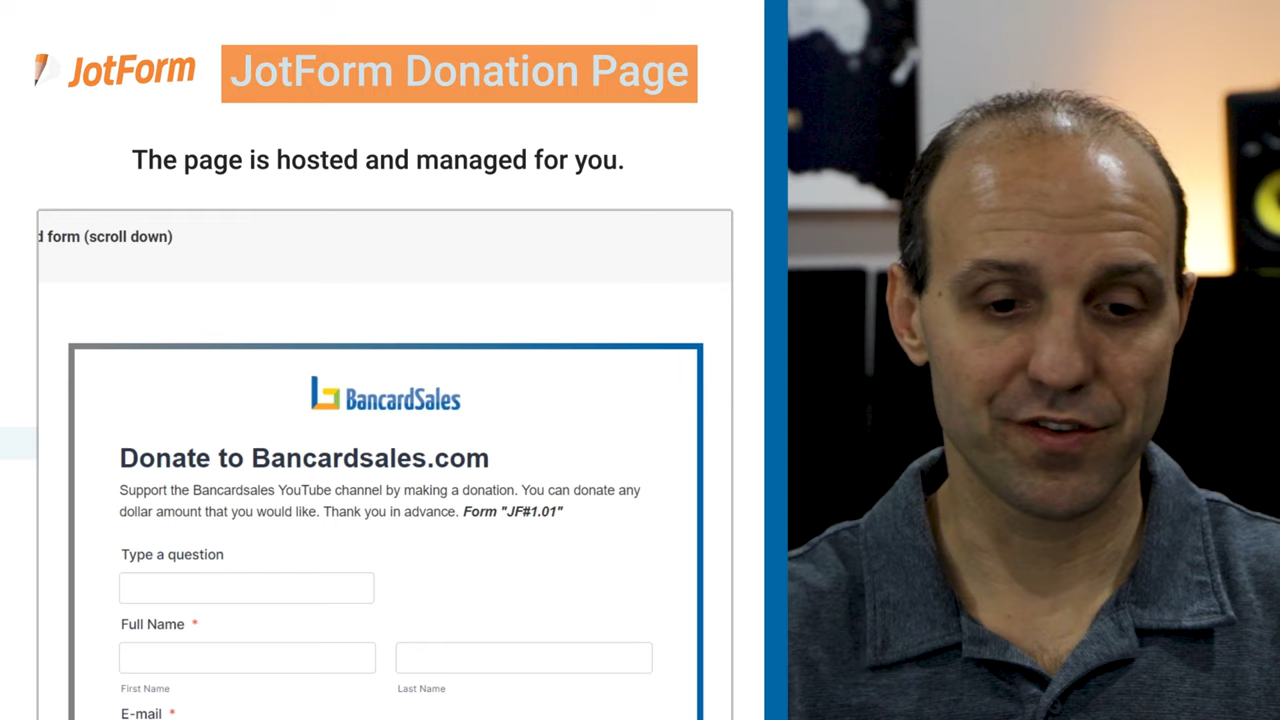 JotForm
JotForm Donation Page
The page is hosted and managed for you.
d form (scroll down)
BancardSales
Donate to Bancardsales.com
Support the Bancardsales YouTube channel by making a donation. You can donate any
dollar amount that you would like. Thank you in advance. Form "JF#1.01"
Type a question
Full Name *
First Name
Last Name
E-mail *